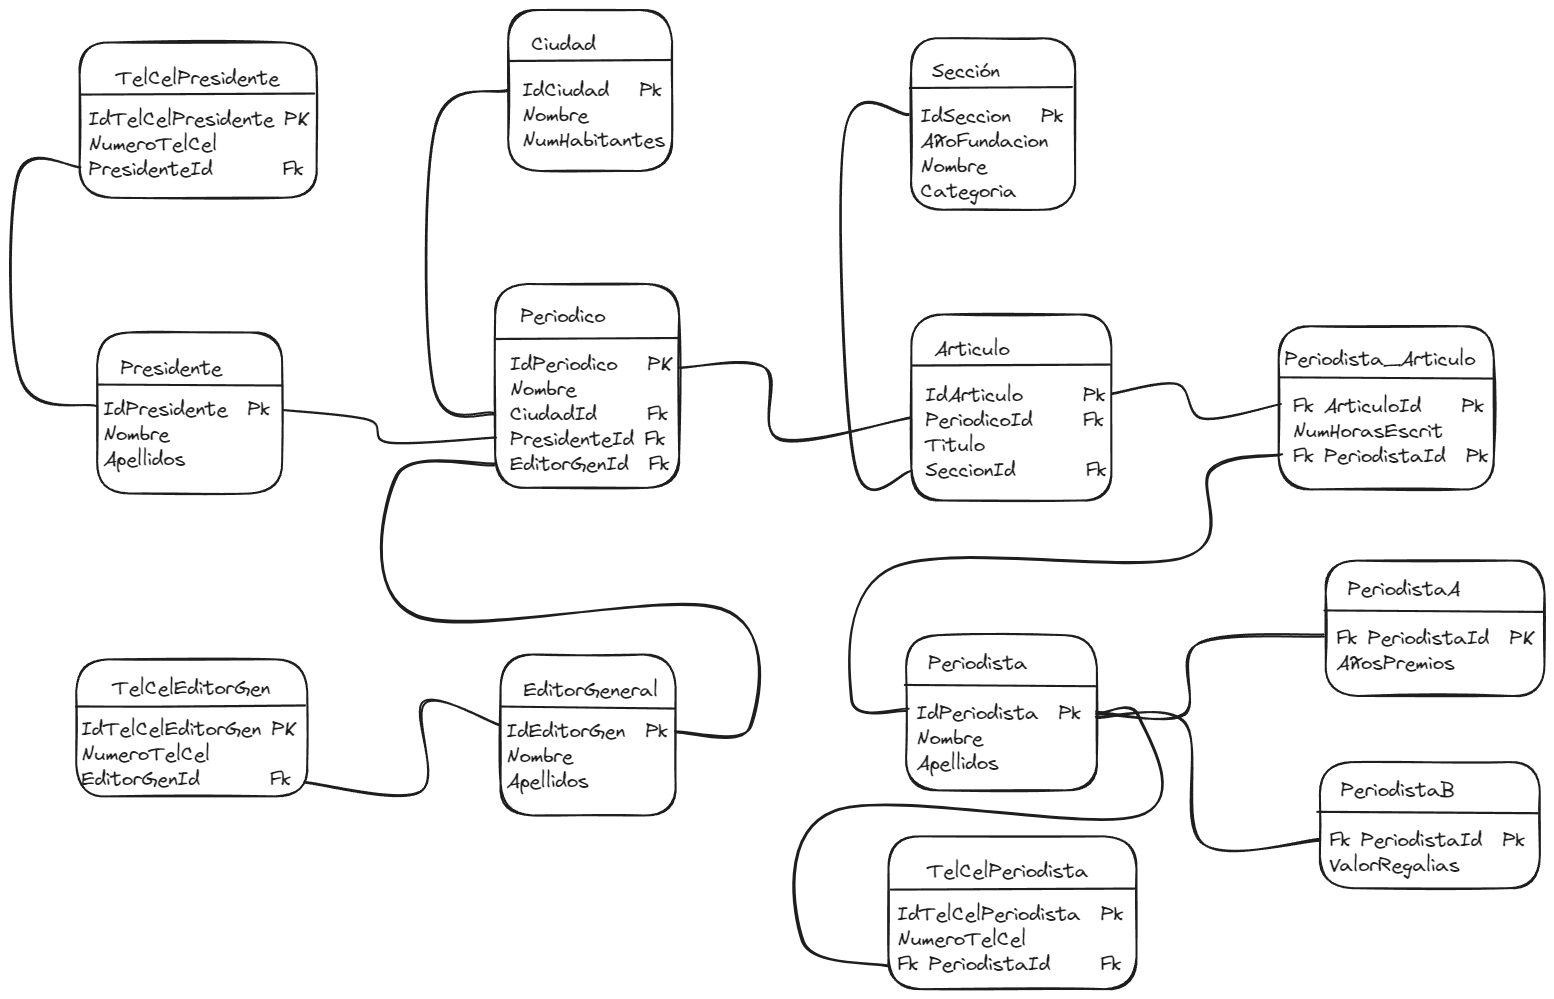 TelCelPresidente
IdTelCelPresidente PK
NumeroTelCel
PresidenteId Fk
Ciudad
IdCiudad Pk
Nombre
NumHabitantes
Sección
IdSeccion Pk
AñoFundacion
Nombre
Categoria
Presidente
IdPresidente Pk
Nombre
Apellidos
Periodico
IdPeriodico PK
Nombre
CiudadId Fk
PresidenteId Fk
EditorGenId Fk
Articulo
IdArticulo Pk
PeriodicoId Fk
Titulo
SeccionId Fk
Periodista_Articulo
Fk ArticuloId Pk
NumHorasEscrit
Fk PeriodistaId Pk
TelCelEditorGen
IdTelCelEditorGen PK
NumeroTelCel
EditorGenId Fk
EditorGeneral
IdEditorGen Pk
Nombre
Apellidos
Periodista
IdPeriodista Pk
Nombre
Apellidos
PeriodistaA
Fk PeriodistaId PK
AñosPremios
PeriodistaB
Fk PeriodistaId Pk
ValorRegalias
TelCelPeriodista
IdTelCelPeriodista Pk
NumeroTelCel
Fk PeriodistaId Fk